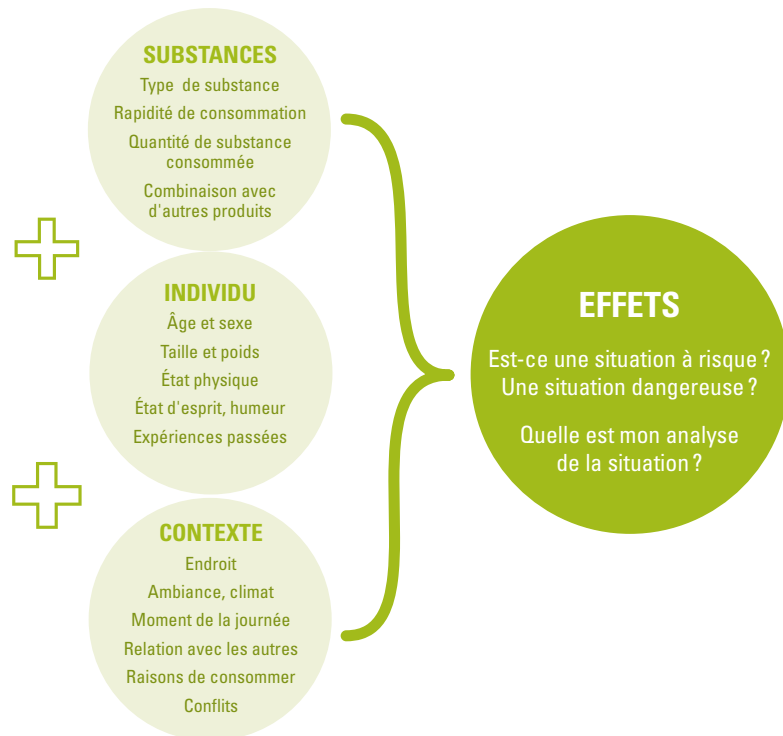 SUBSTANCES
Type de substance
Rapidité de consommation
Quantité de substance
consommée
Combinaison avec
d'autres produits
INDIVIDU
Âge et sexe
Taille et poids
État physique
État d'esprit, humeur
Expériences passées
CONTEXTE
Endroit
Ambiance, climat
Moment de la journée
Relation avec les autres
Raisons de consommer
Conflits
EFFETS
Est-ce une situation à risque ?
Une situation dangereuse ?
Quelle est mon analyse
de la situation ?